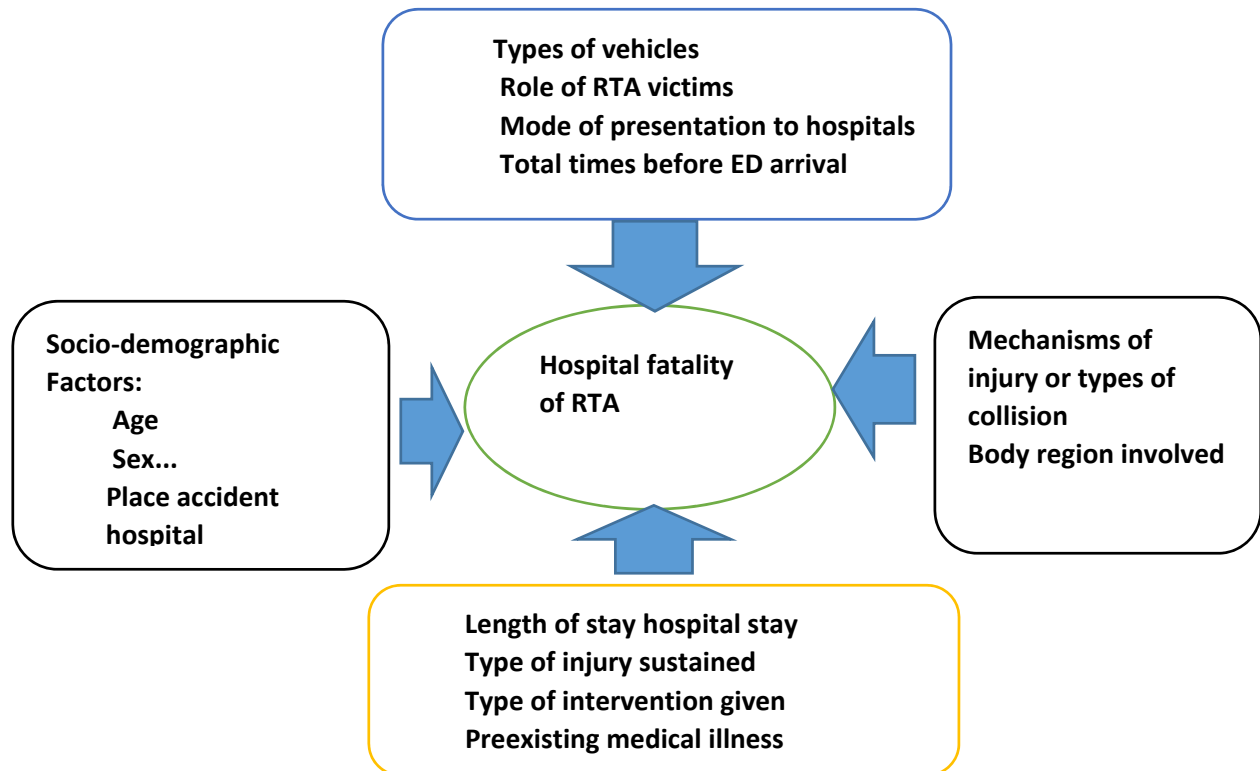 Types of vehicles
Role of RTA victims
Mode of presentation to hospitals
Total times before ED arrival
Socio-demographic
Factors:
Age
Sex...
Place accident
hospital
Hospital fatality
of RTA
Mechanisms of
injury or types of
collision
Body region involved
Length of stay hospital stay
Type of injury sustained
Type of intervention given
Preexisting medical illness